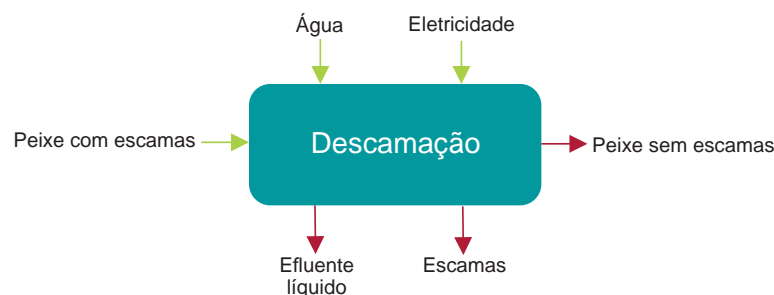 Água
Eletricidade
Peixe com escamas
Descamação
Peixe sem escamas
Efluente
líquido
Escamas